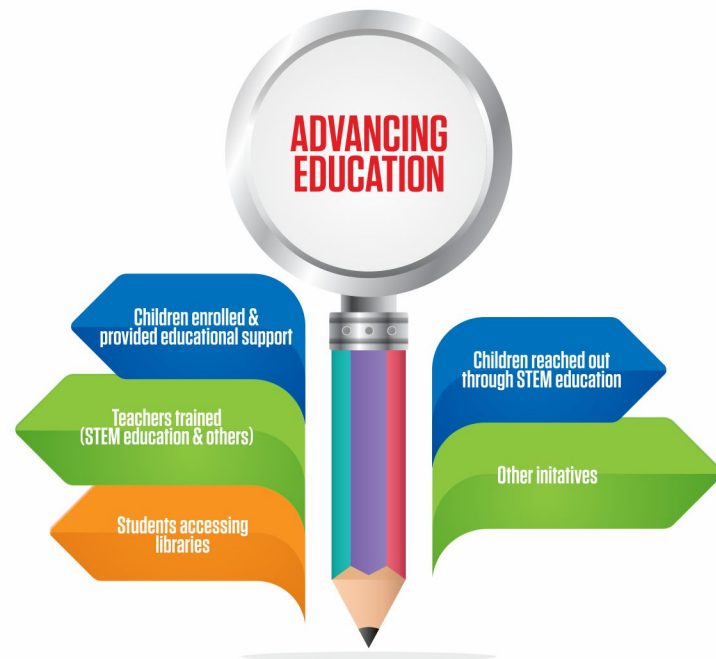 ADVANCING
EDUCATION
Children enrolled &
provided educational support
Teachers trained
(STEM education & others)
Students accessing
libraries
Children reached out
through STEM education
Other initatives